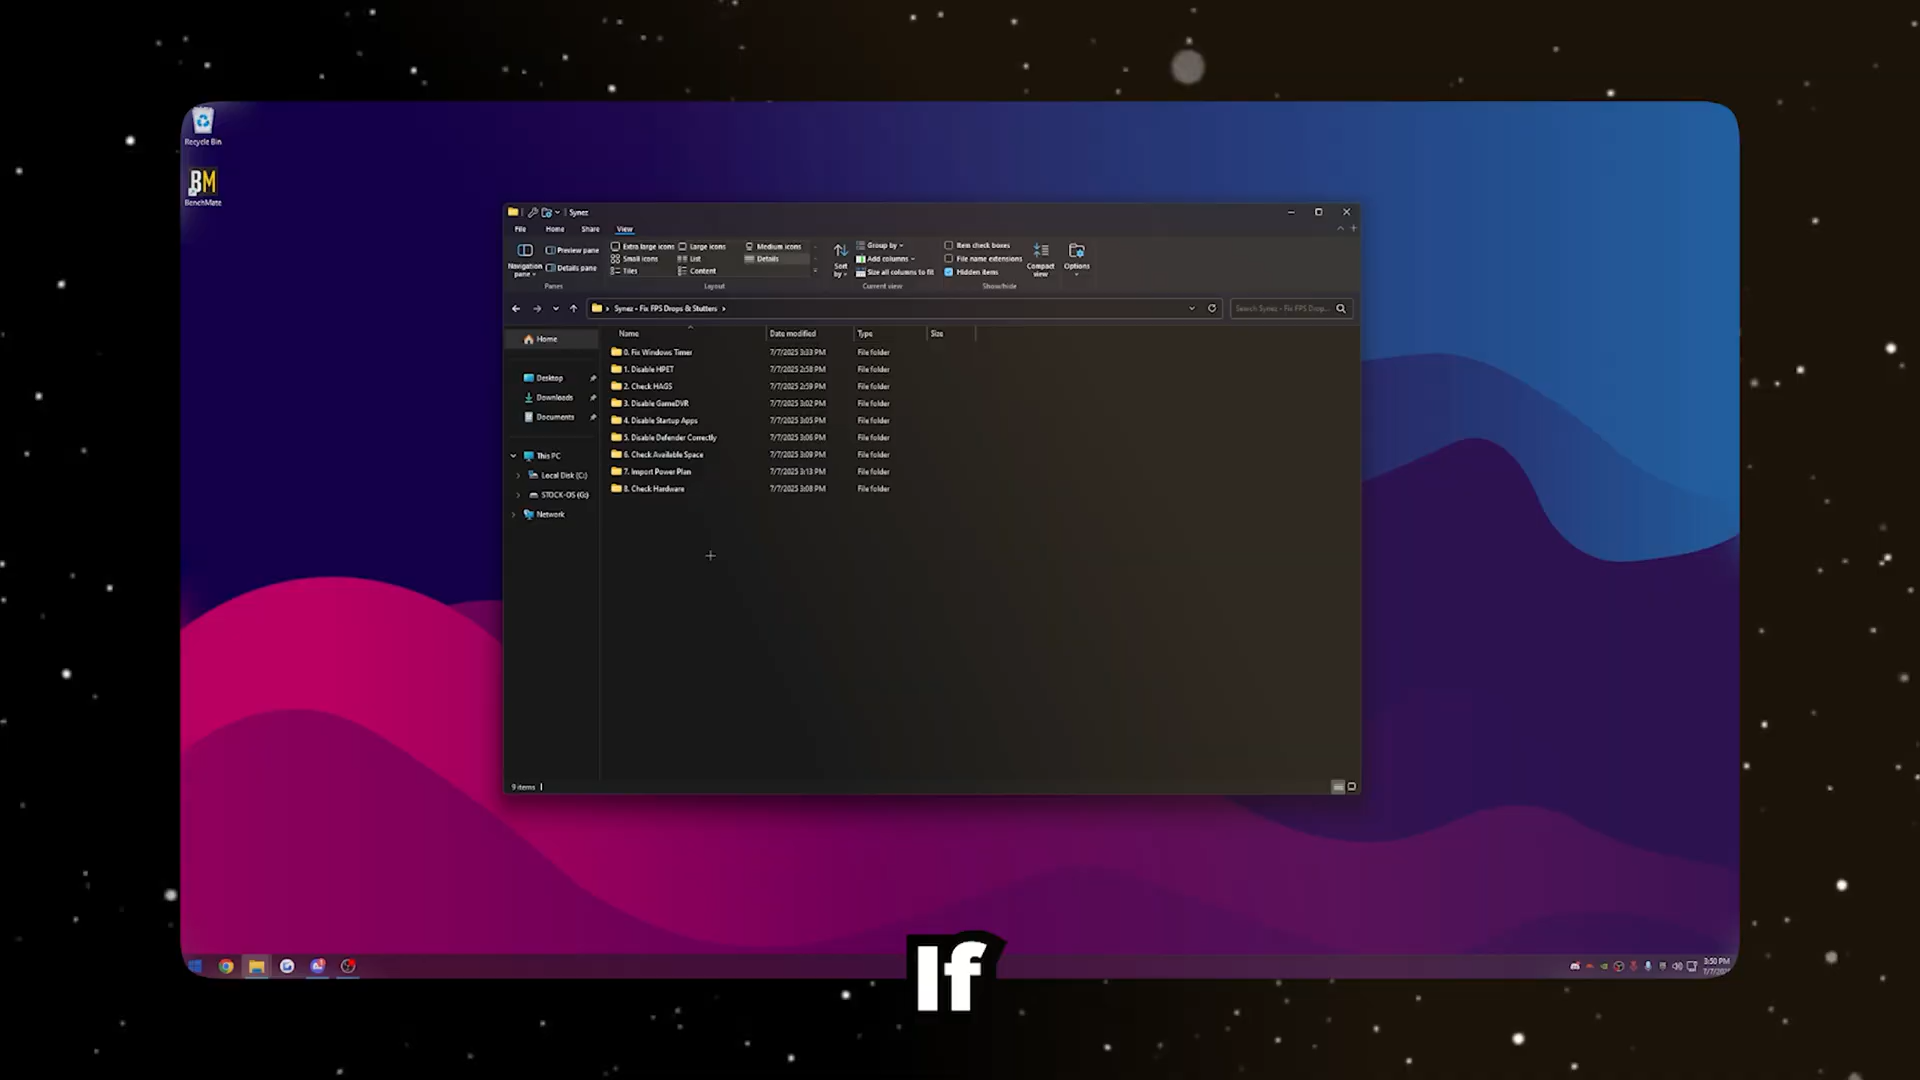 Recycle Bin
BenchMate
Synez
File Home Share View
Navigation pane
Preview pane
Details pane
Panes
Extra large icons Large icons Medium icons
Small icons List Details
Tiles Content
Layout
Sort by
Group by
Add columns
Size all columns to fit
Current view
Item check boxes
File name extensions
Hidden items
Show/hide
Compact view
Options
Synez - Fix FPS Drops & Stutters
Search Synez - Fix FPS Drop...
Home
Desktop
Downloads
Documents
This PC
Local Disk (C:)
STOCK-OS (G:)
Network
Name Date modified Type Size
0. Fix Windows Timer 7/7/2025 3:33 PM File folder
1. Disable HPET 7/7/2025 2:58 PM File folder
2. Check HAGS 7/7/2025 2:59 PM File folder
3. Disable GameDVR 7/7/2025 3:02 PM File folder
4. Disable Startup Apps 7/7/2025 3:05 PM File folder
5. Disable Defender Correctly 7/7/2025 3:06 PM File folder
6. Check Available Space 7/7/2025 3:09 PM File folder
7. Import Power Plan 7/7/2025 3:13 PM File folder
8. Check Hardware 7/7/2025 3:08 PM File folder
9 items
3:50 PM
If